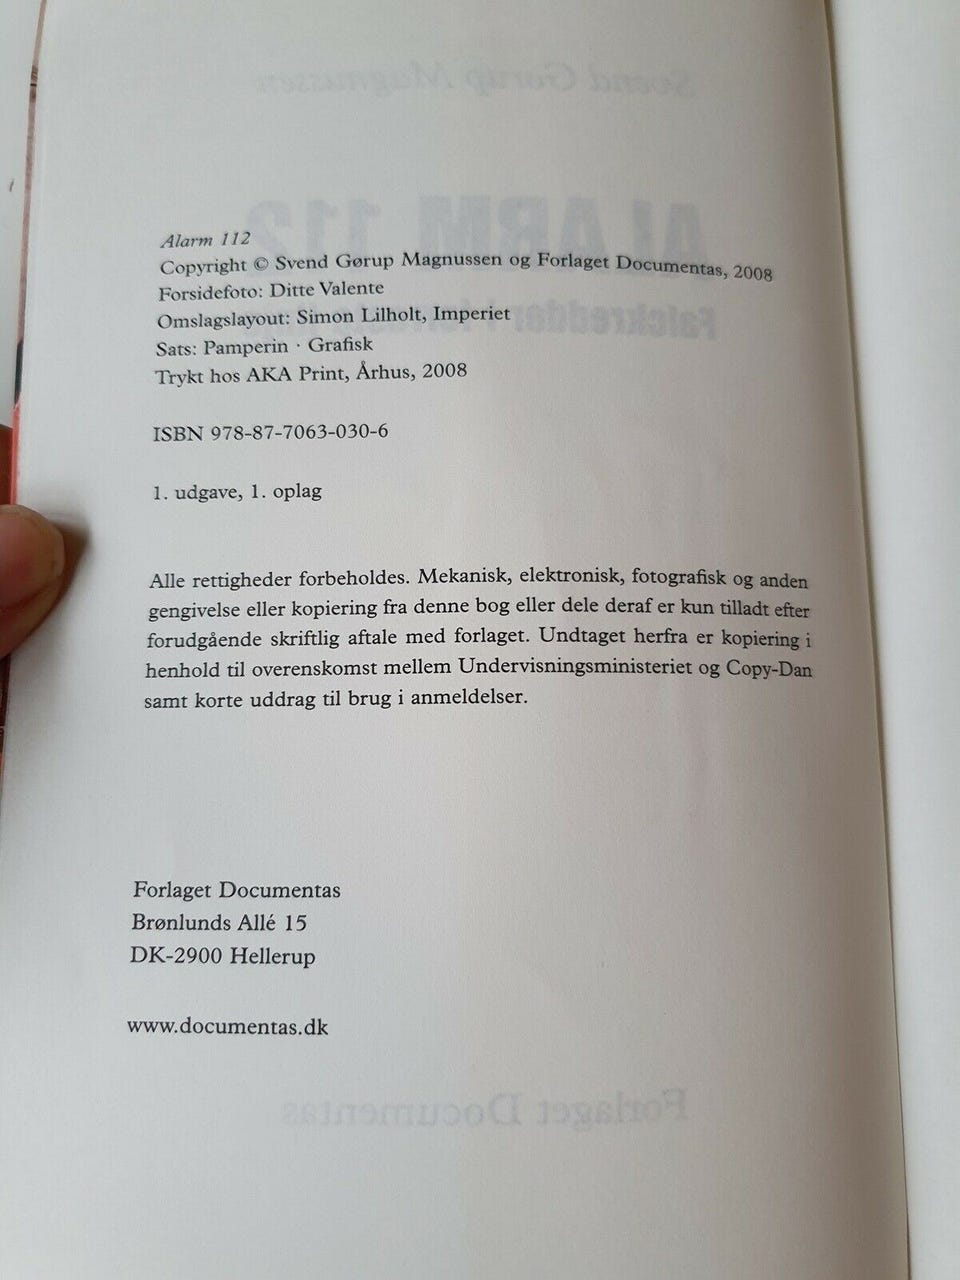 Alarm 112
Copyright © Svend Gørup Magnussen og Forlaget Documentas, 2008
Forsidefoto: Ditte Valente
Omslagslayout: Simon Lilholt, Imperiet
Sats: Pamperin · Grafisk
Trykt hos AKA Print, Århus, 2008
ISBN 978-87-7063-030-6
1. udgave, 1. oplag
Alle rettigheder forbeholdes. Mekanisk, elektronisk, fotografisk og anden
gengivelse eller kopiering fra denne bog eller dele deraf er kun tilladt efter
forudgående skriftlig aftale med forlaget. Undtaget herfra er kopiering i
henhold til overenskomst mellem Undervisningsministeriet og Copy-Dan
samt korte uddrag til brug i anmeldelser.
Forlaget Documentas
Brønlunds Allé 15
DK-2900 Hellerup
www.documentas.dk